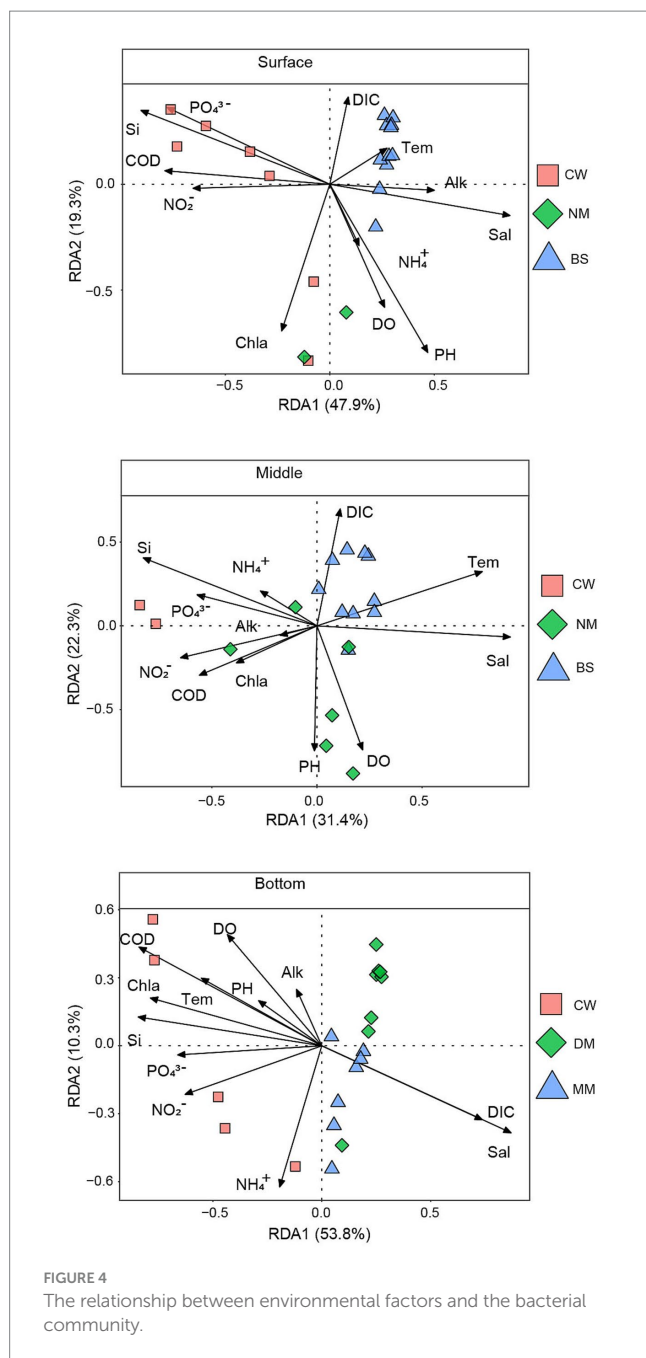 Surface
PO₄³⁻
DIC
Si
Tem
COD
CW
0.0
Alk
NO₂⁻
Sal
NM
RDA2 (19.3%)
NH₄⁺
BS
−0.5
Chla
DO
PH
−0.5 0.0 0.5
RDA1 (47.9%)
Middle
DIC
0.5
Si
NH₄⁺
Tem
CW
PO₄³⁻
RDA2 (22.3%)
0.0
Alk
NM
NO₂⁻
Sal
COD
Chla
BS
−0.5
PH
DO
−0.5 0.0 0.5
RDA1 (31.4%)
Bottom
0.6
DO
COD
0.3
Alk
Chla
Tem
PH
CW
RDA2 (10.3%)
0.0
Si
PO₄³⁻
DM
NO₂⁻
MM
−0.3
DIC
Sal
−0.6
NH₄⁺
−0.5 0.0 0.5
RDA1 (53.8%)
FIGURE 4
The relationship between environmental factors and the bacterial
community.